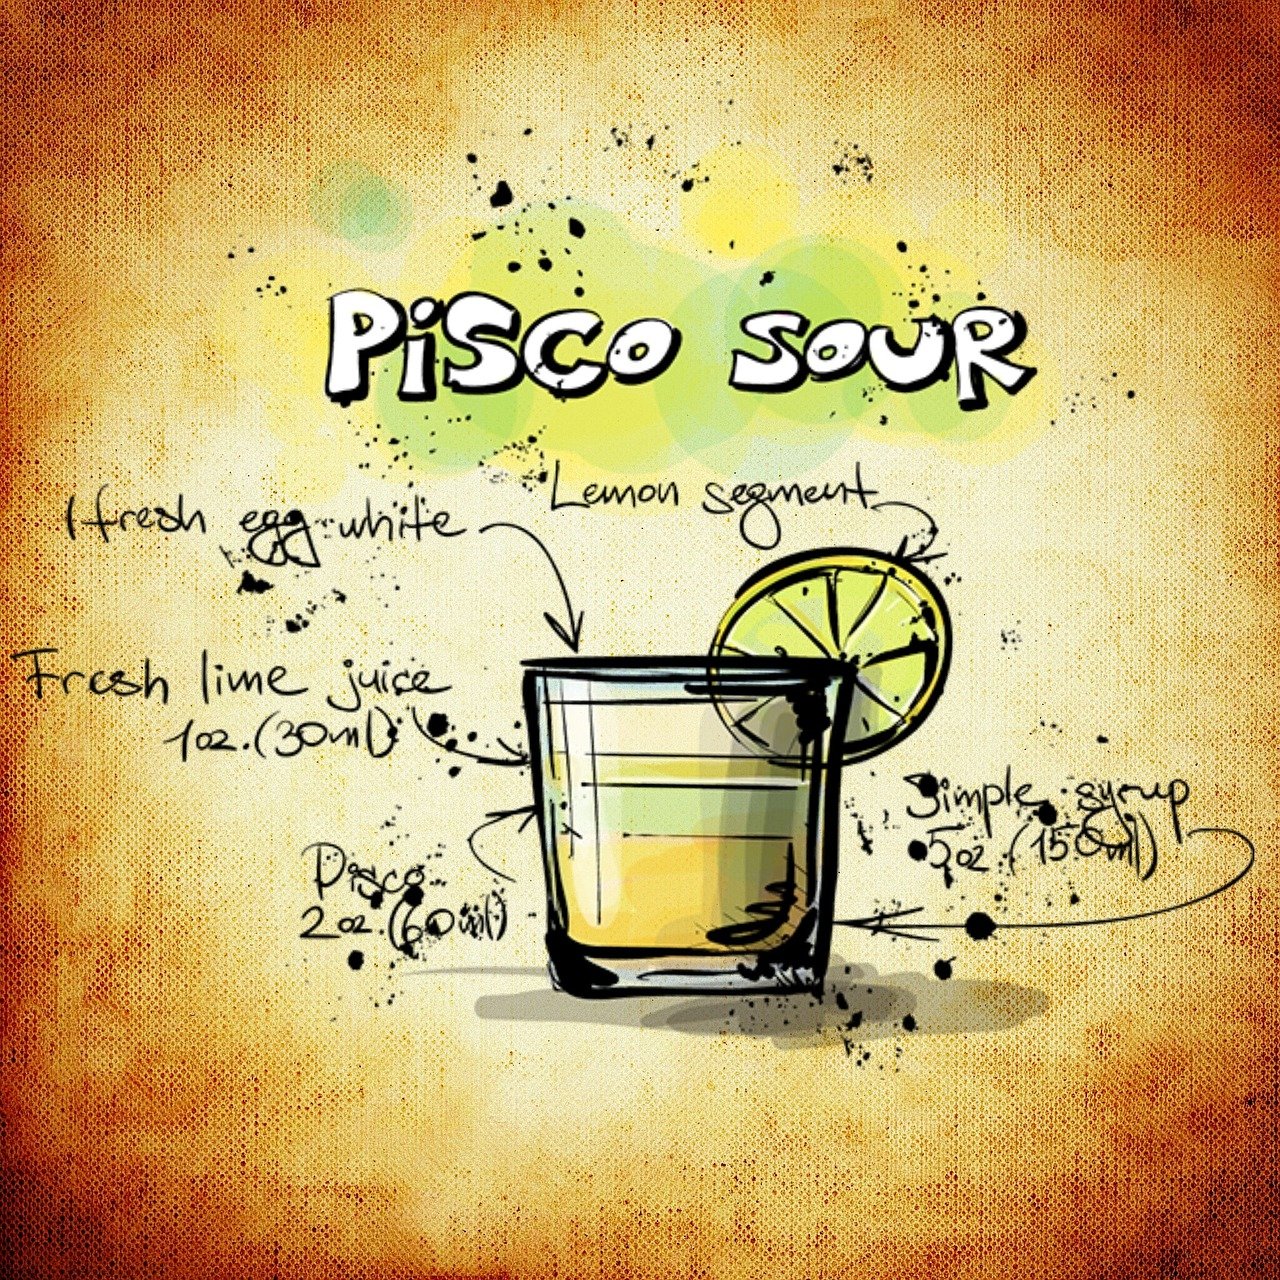 PiSCO SOUR
Lemon segment
1 fresh egg white
Fresh lime juice
1oz.(30ml)
Simple syrup
5oz (150ml)
Pisco
2oz.(60ml)